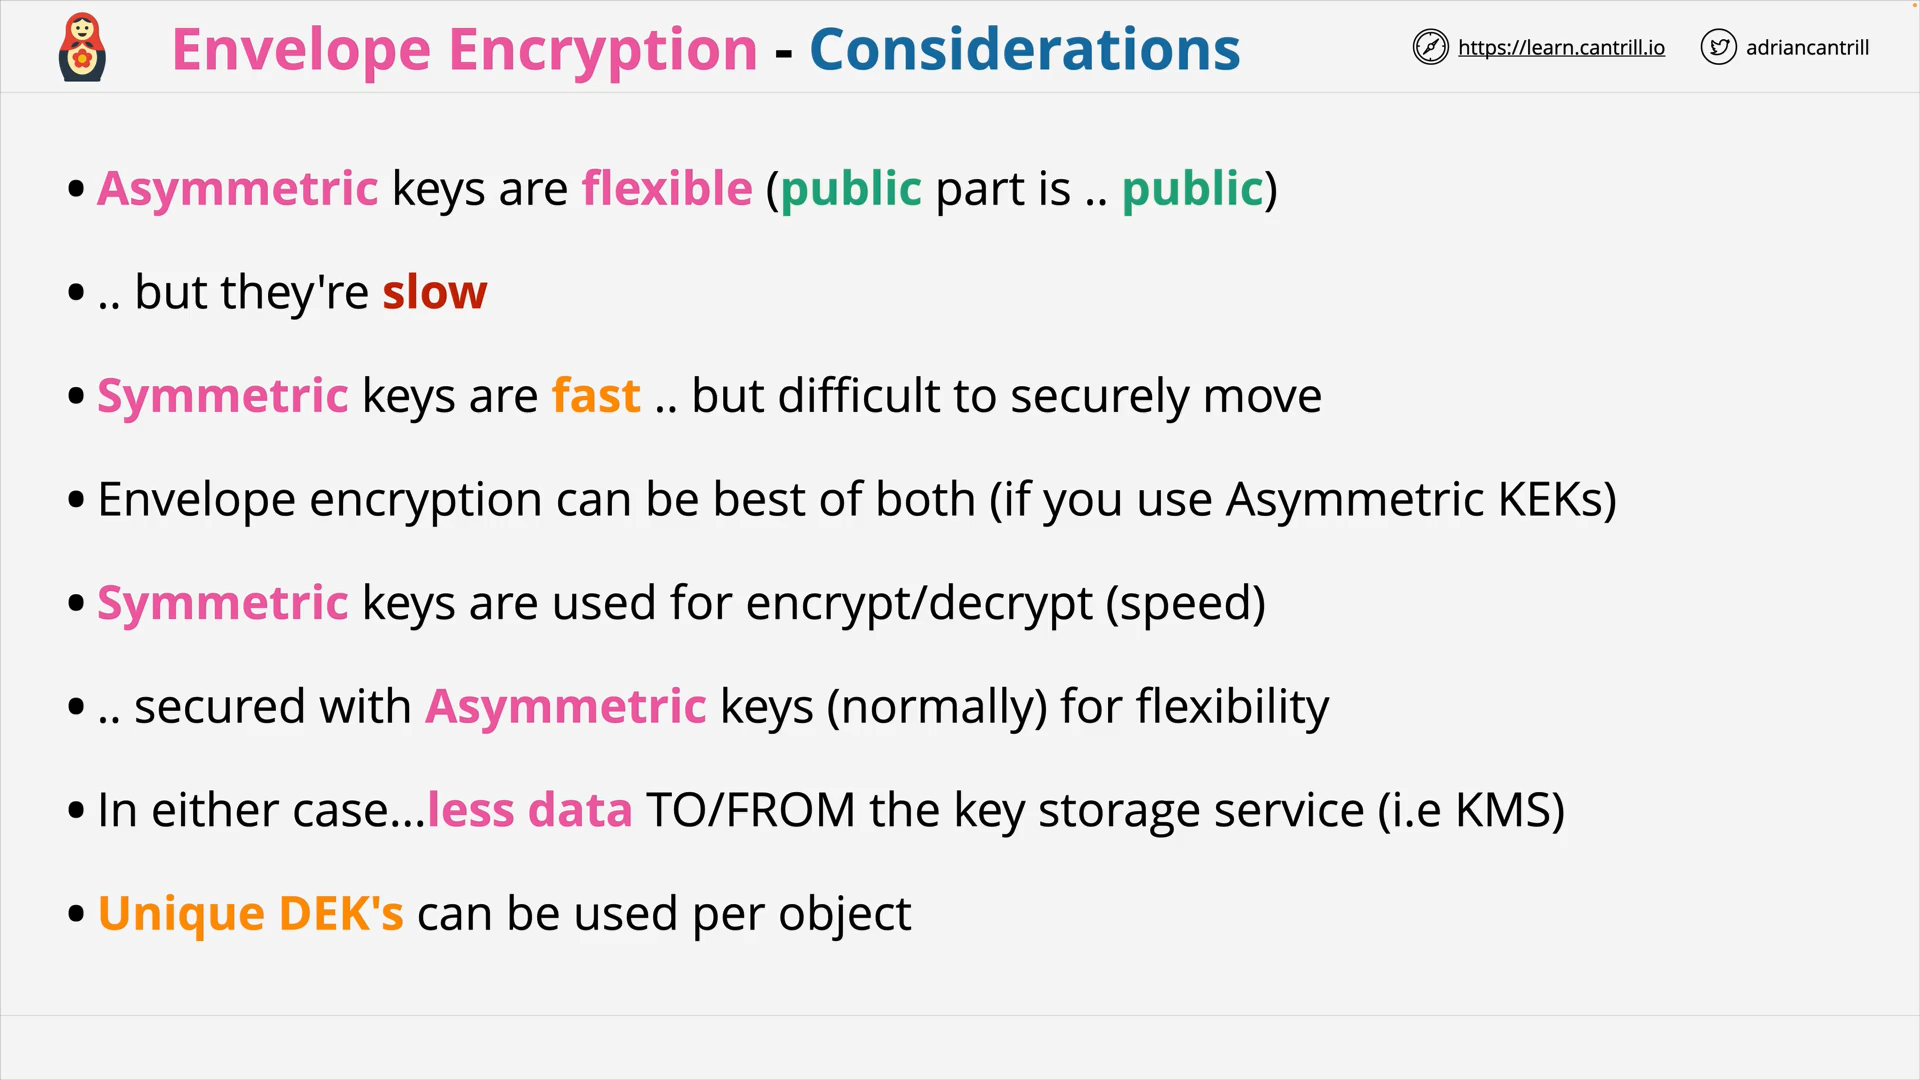 Envelope Encryption - Considerations
https://learn.cantrill.io
adriancantrill
• Asymmetric keys are flexible (public part is .. public)
• .. but they're slow
• Symmetric keys are fast .. but difficult to securely move
• Envelope encryption can be best of both (if you use Asymmetric KEKs)
• Symmetric keys are used for encrypt/decrypt (speed)
• .. secured with Asymmetric keys (normally) for flexibility
• In either case...less data TO/FROM the key storage service (i.e KMS)
• Unique DEK's can be used per object